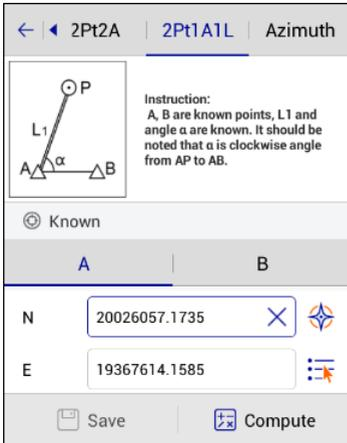 2Pt2A 2Pt1A1L Azimuth
P
L1
α
A B
Instruction:
A, B are known points, L1 and
angle α are known. It should be
noted that α is clockwise angle
from AP to AB.
Known
A B
N 20026057.1735
E 19367614.1585
Save Compute